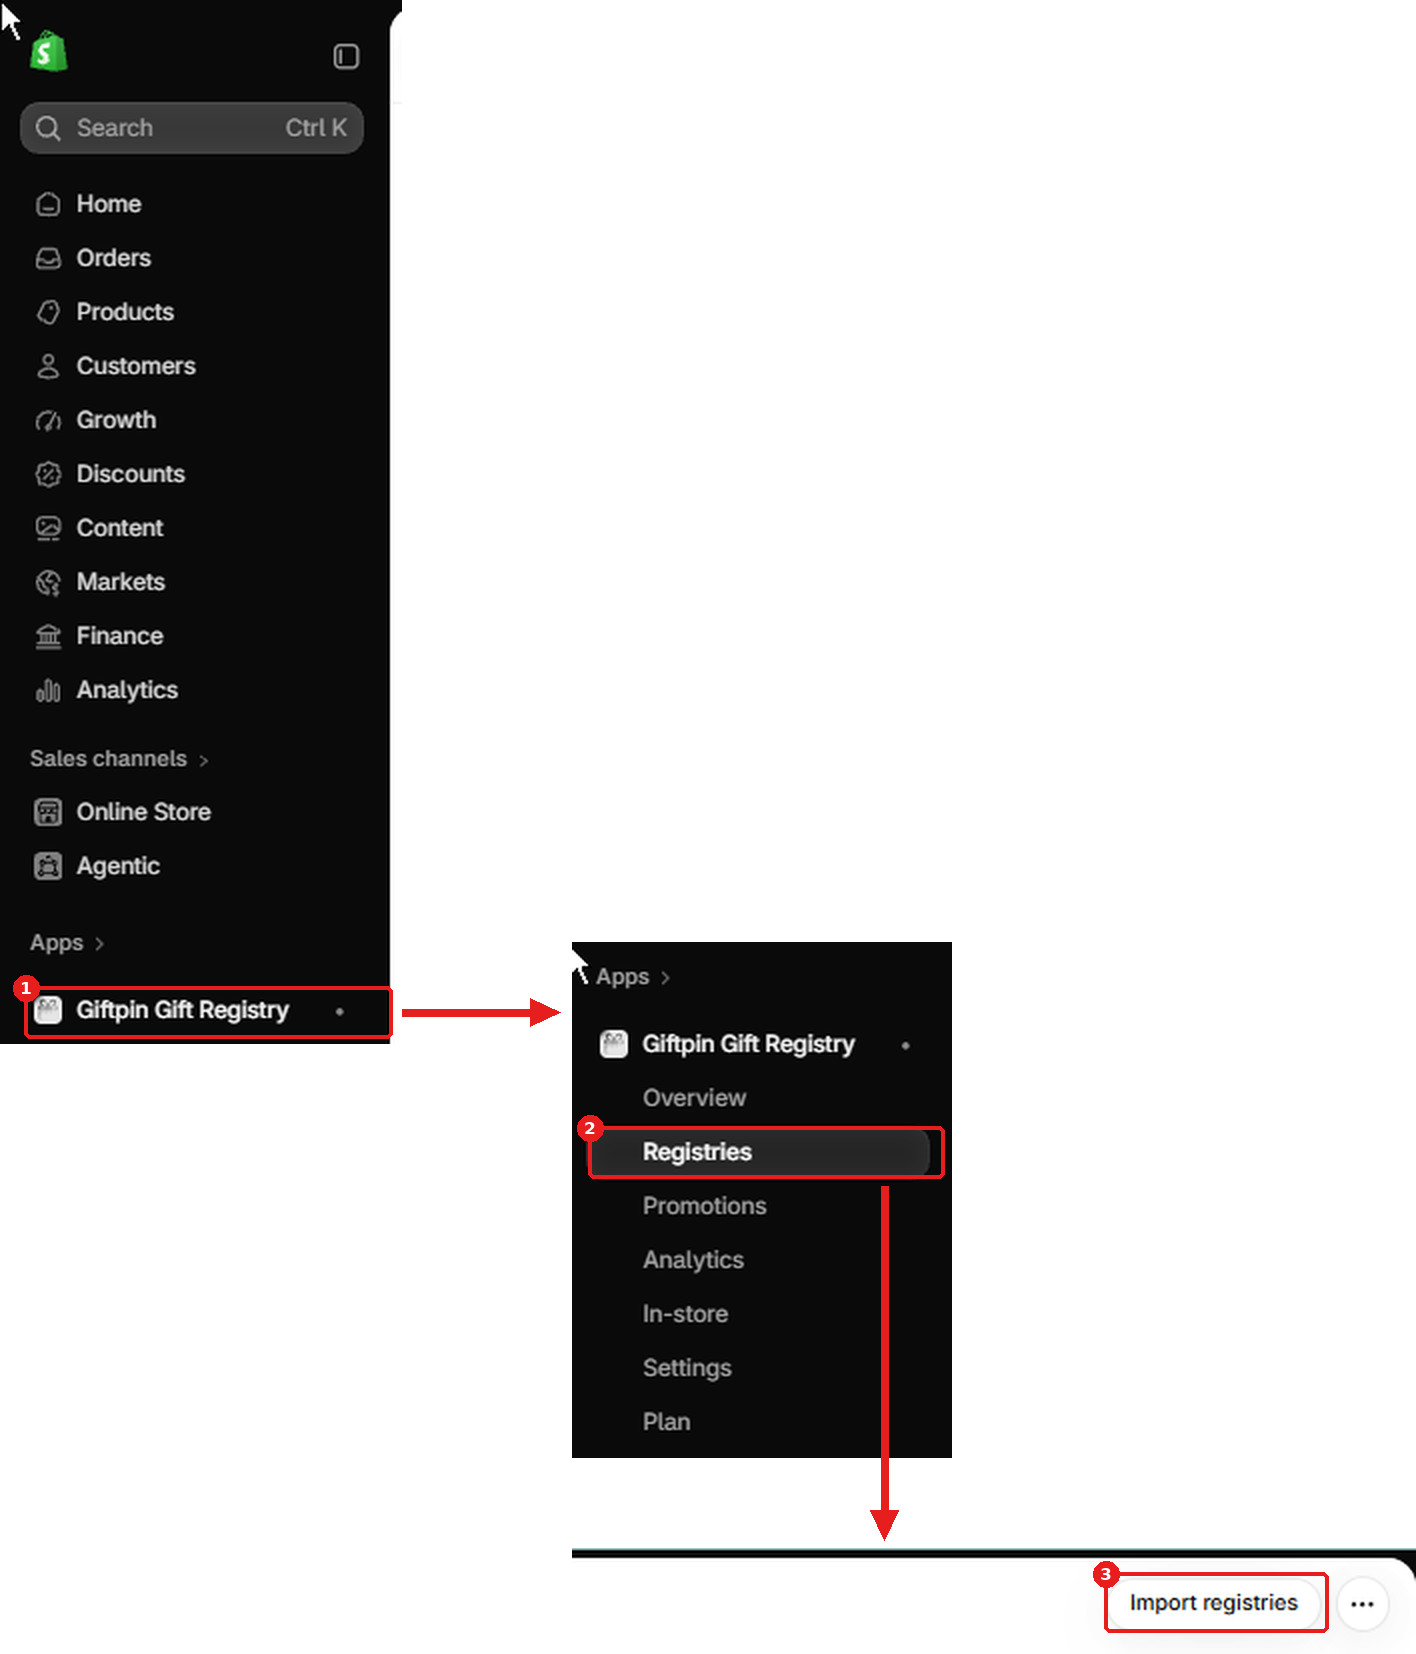 Search Ctrl K
Home
Orders
Products
Customers
Growth
Discounts
Content
Markets
Finance
Analytics
Sales channels >
Online Store
Agentic
Apps >
1
Giftpin Gift Registry
Apps >
Giftpin Gift Registry
Overview
2
Registries
Promotions
Analytics
In-store
Settings
Plan
3
Import registries